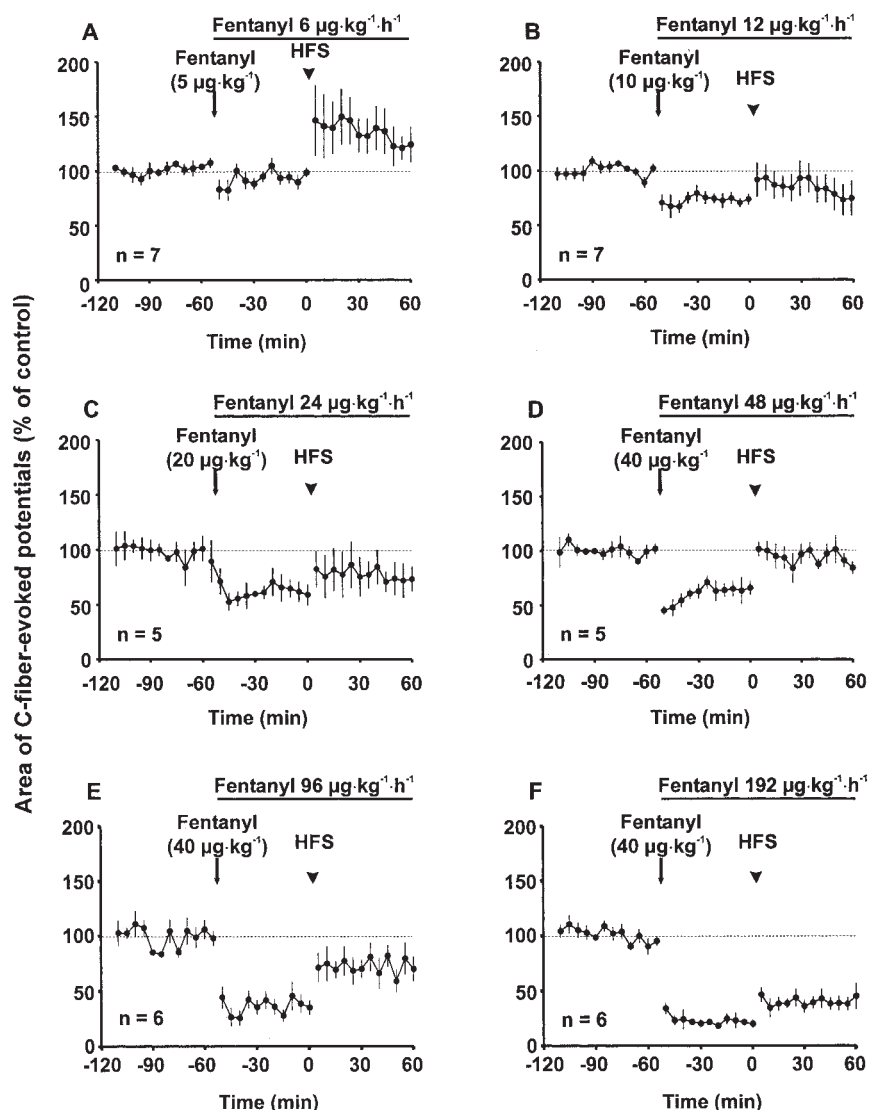 Area of C-fiber-evoked potentials (% of control)
A
Fentanyl 6 µg·kg⁻¹·h⁻¹
Fentanyl
(5 µg·kg⁻¹)
HFS
200
150
100
50
0
n = 7
-120 -90 -60 -30 0 30 60
Time (min)
B
Fentanyl 12 µg·kg⁻¹·h⁻¹
Fentanyl
(10 µg·kg⁻¹)
HFS
200
150
100
50
0
n = 7
-120 -90 -60 -30 0 30 60
Time (min)
C
Fentanyl 24 µg·kg⁻¹·h⁻¹
Fentanyl
(20 µg·kg⁻¹)
HFS
200
150
100
50
0
n = 5
-120 -90 -60 -30 0 30 60
Time (min)
D
Fentanyl 48 µg·kg⁻¹·h⁻¹
Fentanyl
(40 µg·kg⁻¹
HFS
200
150
100
50
0
n = 5
-120 -90 -60 -30 0 30 60
Time (min)
E
Fentanyl 96 µg·kg⁻¹·h⁻¹
Fentanyl
(40 µg·kg⁻¹)
HFS
200
150
100
50
0
n = 6
-120 -90 -60 -30 0 30 60
Time (min)
F
Fentanyl 192 µg·kg⁻¹·h⁻¹
Fentanyl
(40 µg·kg⁻¹)
HFS
200
150
100
50
0
n = 6
-120 -90 -60 -30 0 30 60
Time (min)